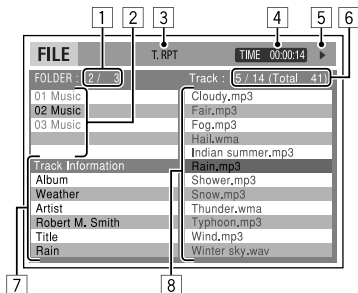 1 2 3 4 5
FILE T. RPT TIME 00:00:14
6
FOLDER : 2 / 3 Track : 5 / 14 (Total 41)
01 Music
02 Music
03 Music
Track Information
Album
Weather
Artist
Robert M. Smith
Title
Rain
Cloudy.mp3
Fair.mp3
Fog.mp3
Hail.wma
Indian summer.mp3
Rain.mp3
Shower.mp3
Snow.mp3
Thunder.wma
Typhoon.mp3
Wind.mp3
Winter sky.wav
7 8